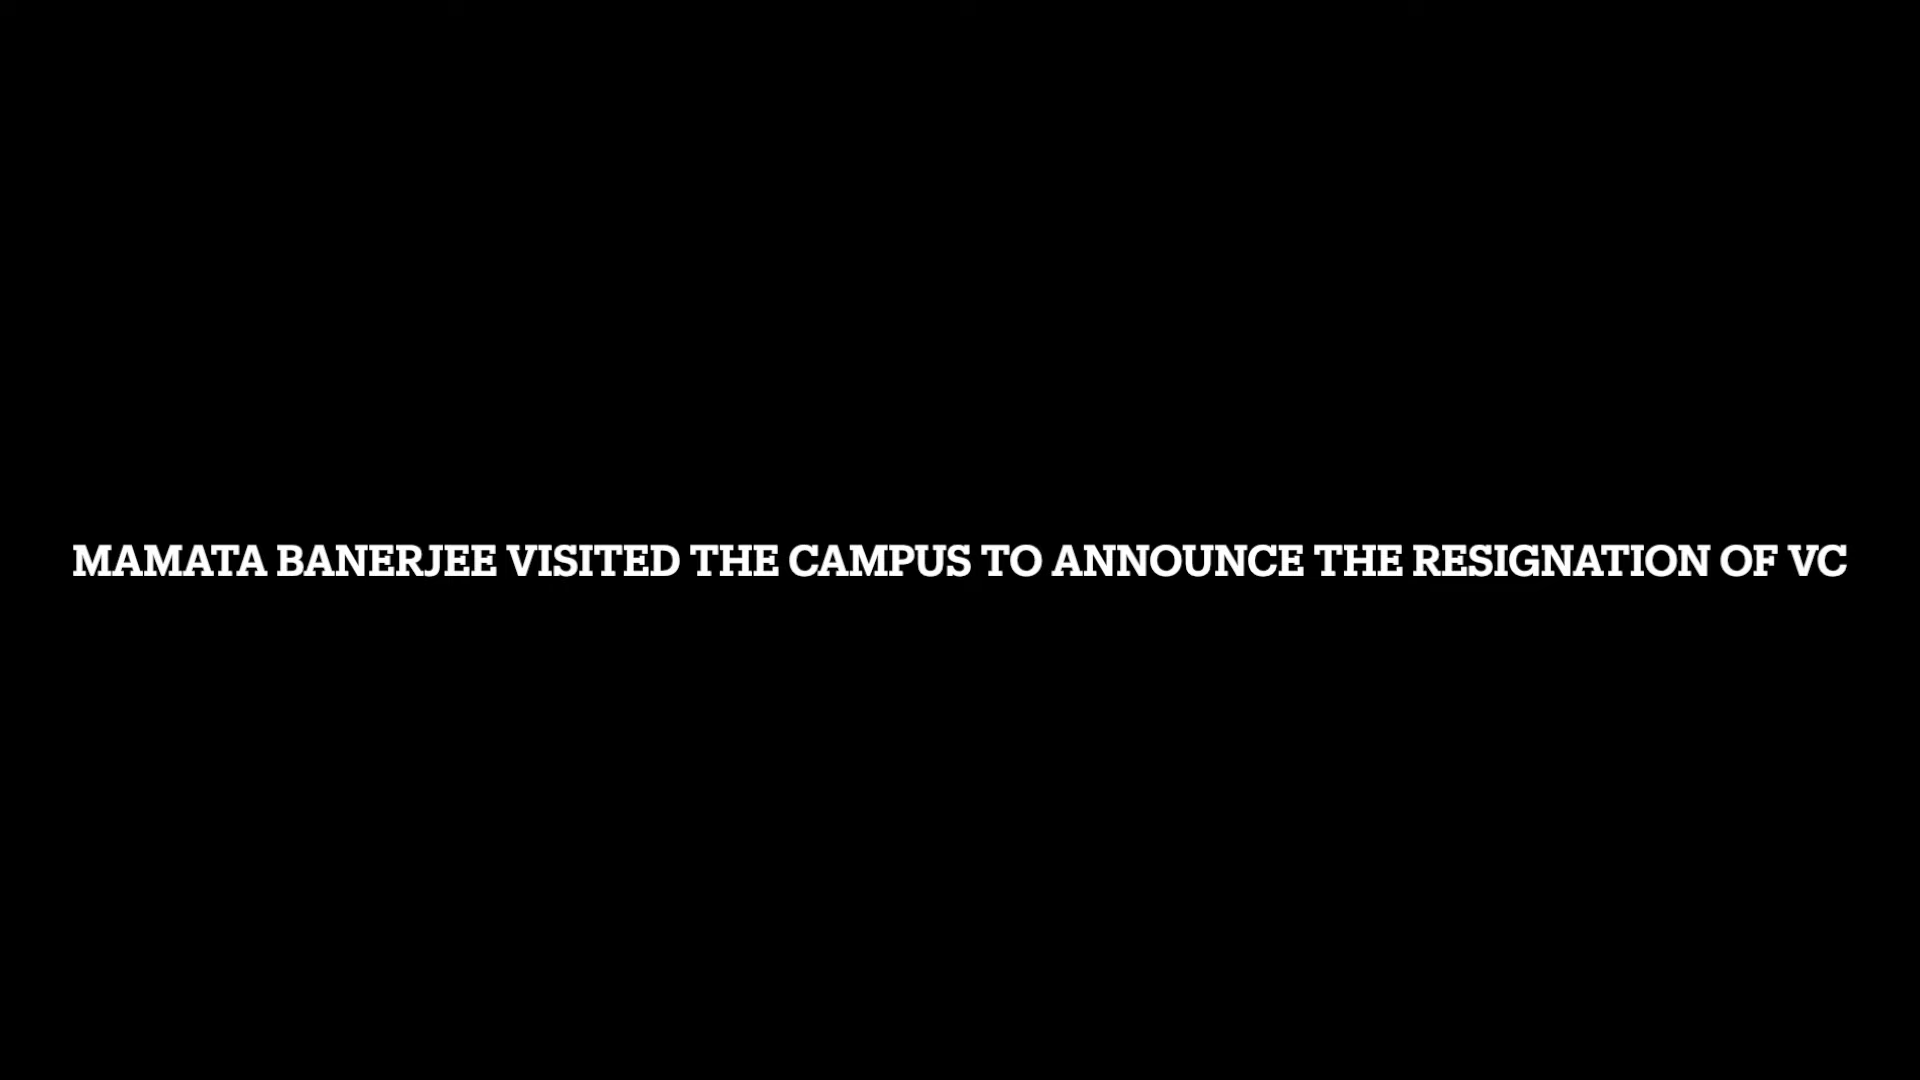 MAMATA BANERJEE VISITED THE CAMPUS TO ANNOUNCE THE RESIGNATION OF VC